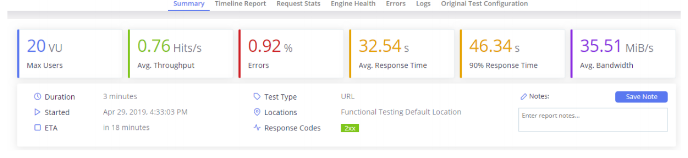 Summary Timeline Report Request Stats Engine Health Errors Logs Original Test Configuration
20 VU 0.76 Hits/s 0.92 % 32.54 s 46.34 s 35.51 MiB/s
Max Users Avg. Throughput Errors Avg. Response Time 90% Response Time Avg. Bandwidth
Duration 3 minutes Test Type URL Notes: Save Note
Started Apr 29, 2019, 4:33:03 PM Locations Functional Testing Default Location Enter report notes...
ETA in 18 minutes Response Codes 2xx